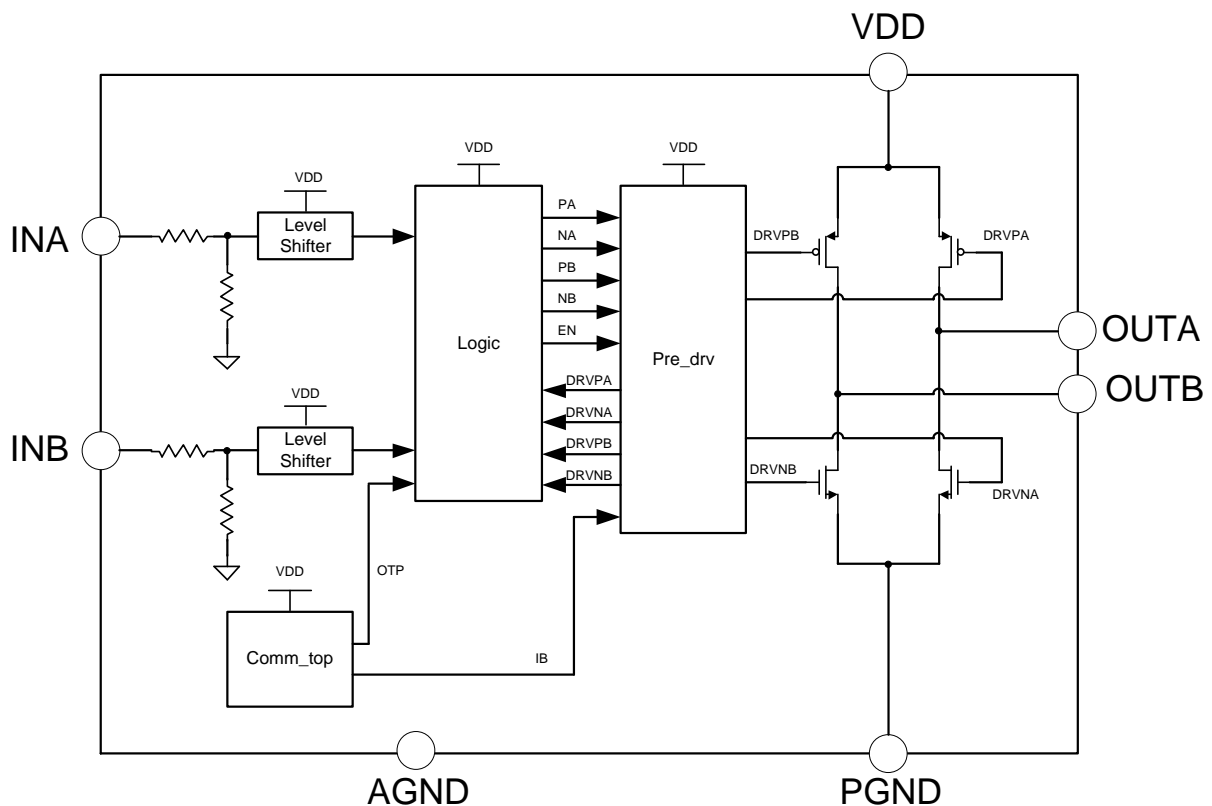 VDD
VDD
VDD
VDD
INA
Level
Shifter
PA
NA
PB
NB
EN
DRVPB
DRVPA
Logic
Pre_drv
OUTA
OUTB
DRVPA
DRVNA
DRVPB
DRVNB
VDD
INB
Level
Shifter
DRVNB
DRVNA
VDD
OTP
Comm_top
IB
AGND
PGND